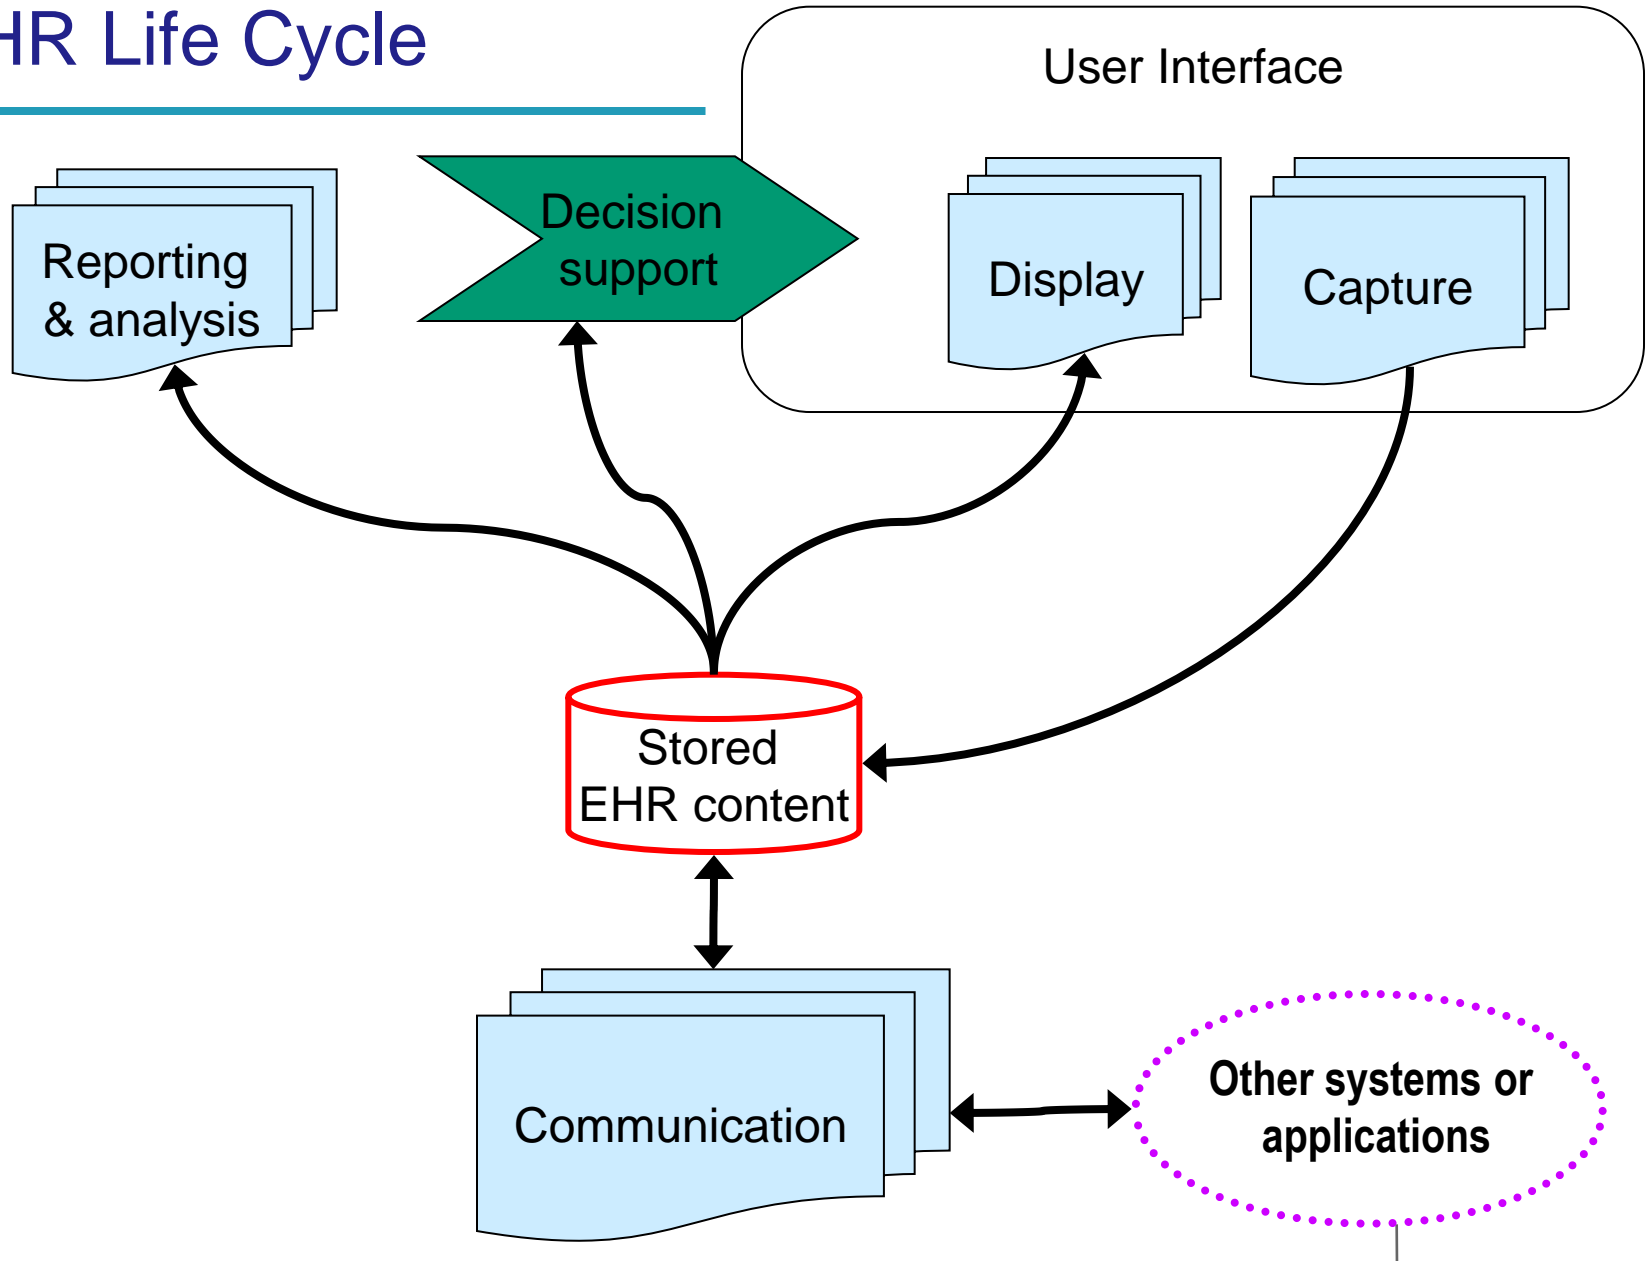 HR Life Cycle
User Interface
Reporting
& analysis
Decision
support
Display
Capture
Stored
EHR content
Communication
Other systems or
applications